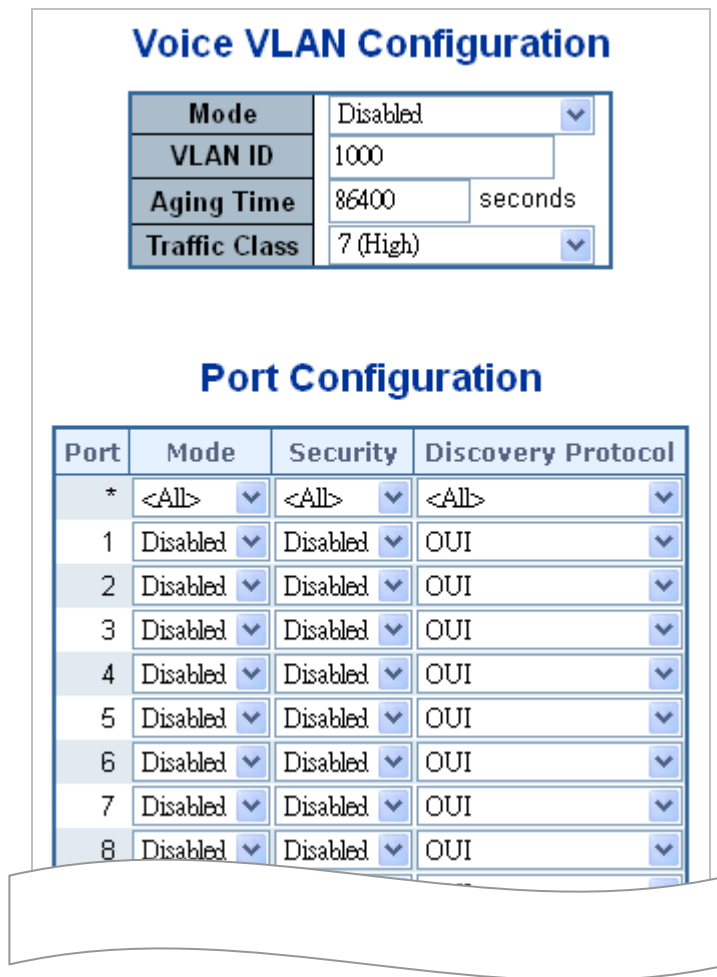 Voice VLAN Configuration
Mode Disabled
VLAN ID 1000
Aging Time 86400 seconds
Traffic Class 7 (High)
Port Configuration
Port Mode Security Discovery Protocol
* <All> <All> <All>
1 Disabled Disabled OUI
2 Disabled Disabled OUI
3 Disabled Disabled OUI
4 Disabled Disabled OUI
5 Disabled Disabled OUI
6 Disabled Disabled OUI
7 Disabled Disabled OUI
8 Disabled Disabled OUI